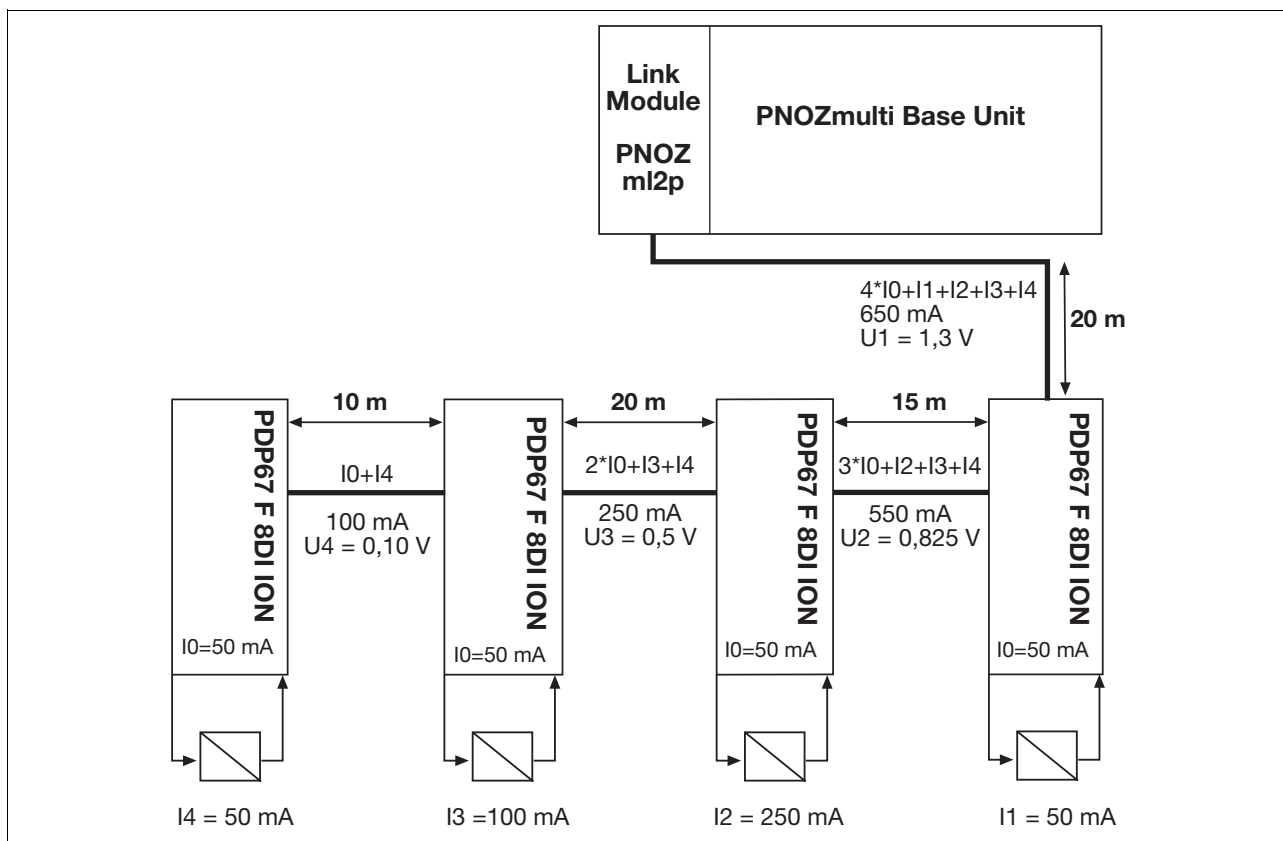 Link
Module
PNOZ
ml2p
PNOZmulti Base Unit
4*I0+I1+I2+I3+I4
650 mA
U1 = 1,3 V
20 m
10 m
20 m
15 m
PDP67 F 8DI ION
I0+I4
100 mA
U4 = 0,10 V
PDP67 F 8DI ION
2*I0+I3+I4
250 mA
U3 = 0,5 V
PDP67 F 8DI ION
3*I0+I2+I3+I4
550 mA
U2 = 0,825 V
PDP67 F 8DI ION
I0=50 mA
I0=50 mA
I0=50 mA
I0=50 mA
I4 = 50 mA
I3 =100 mA
I2 = 250 mA
I1 = 50 mA